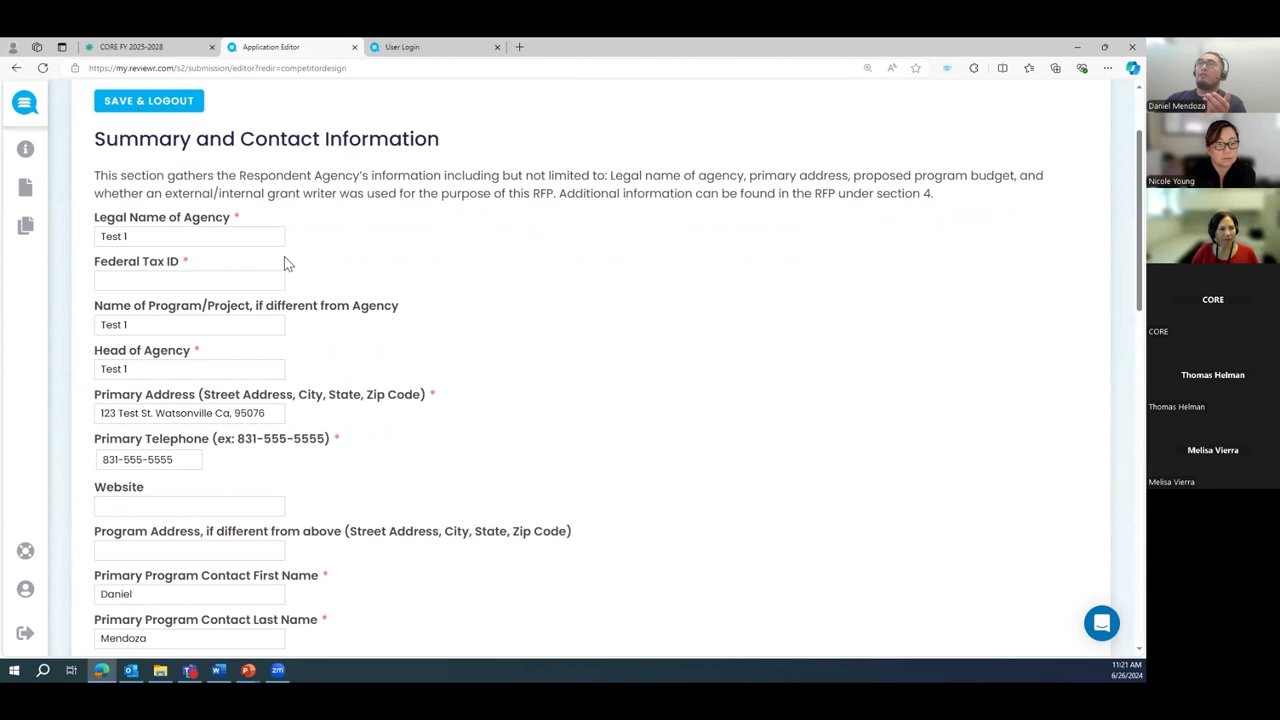 CORE FY 2025-2028
Application Editor
User Login
https://my.reviewr.com/s2/submission/editor?redir=competitordesign
SAVE & LOGOUT
Summary and Contact Information
This section gathers the Respondent Agency's information including but not limited to: Legal name of agency, primary address, proposed program budget, and
whether an external/internal grant writer was used for the purpose of this RFP. Additional information can be found in the RFP under section 4.
Legal Name of Agency *
Test 1
Federal Tax ID *
Name of Program/Project, if different from Agency
Test 1
Head of Agency *
Test 1
Primary Address (Street Address, City, State, Zip Code) *
123 Test St. Watsonville Ca, 95076
Primary Telephone (ex: 831-555-5555) *
831-555-5555
Website
Program Address, if different from above (Street Address, City, State, Zip Code)
Primary Program Contact First Name *
Daniel
Primary Program Contact Last Name *
Mendoza
11:21 AM
6/26/2024
Daniel Mendoza
Nicole Young
CORE
CORE
Thomas Helman
Thomas Helman
Melisa Vierra
Melisa Vierra